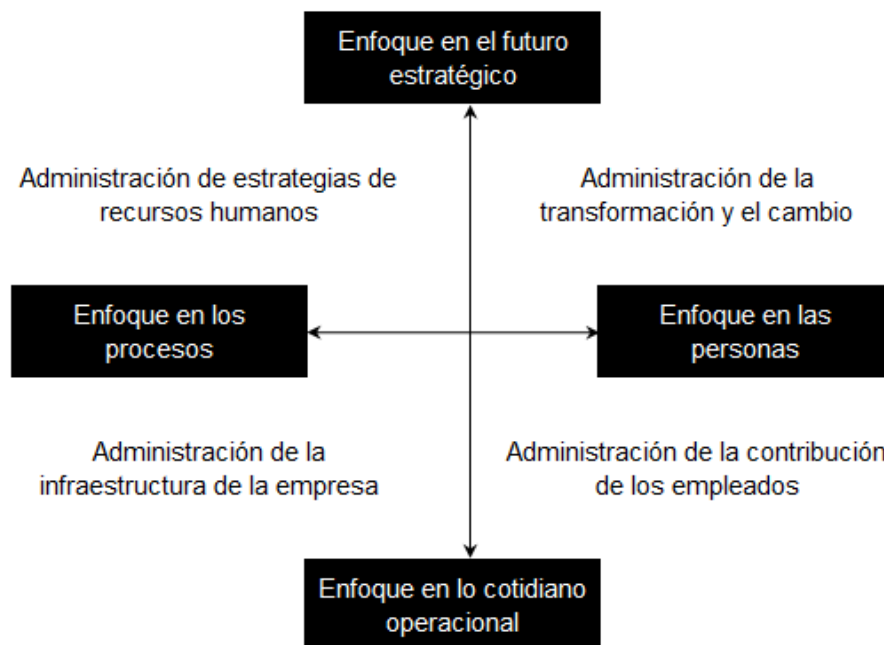 Enfoque en el futuro
estratégico
Administración de estrategias de
recursos humanos
Administración de la
transformación y el cambio
Enfoque en los
procesos
Enfoque en las
personas
Administración de la
infraestructura de la empresa
Administración de la contribución
de los empleados
Enfoque en lo cotidiano
operacional